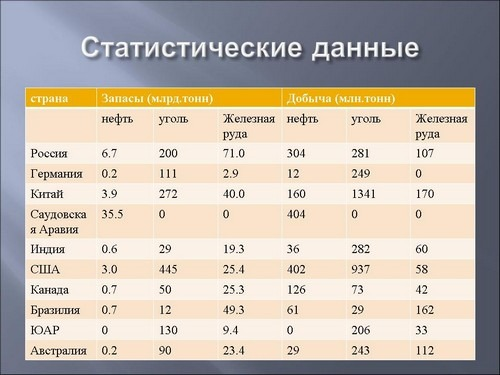 Статистические данные
страна Запасы (млрд.тонн) Добыча (млн.тонн)
нефть уголь Железная руда нефть уголь Железная руда
Россия 6.7 200 71.0 304 281 107
Германия 0.2 111 2.9 12 249 0
Китай 3.9 272 40.0 160 1341 170
Саудовска
я Аравия 35.5 0 0 404 0 0
Индия 0.6 29 19.3 36 282 60
США 3.0 445 25.4 402 937 58
Канада 0.7 50 25.3 126 73 42
Бразилия 0.7 12 49.3 61 29 162
ЮАР 0 130 9.4 0 206 33
Австралия 0.2 90 23.4 29 243 112